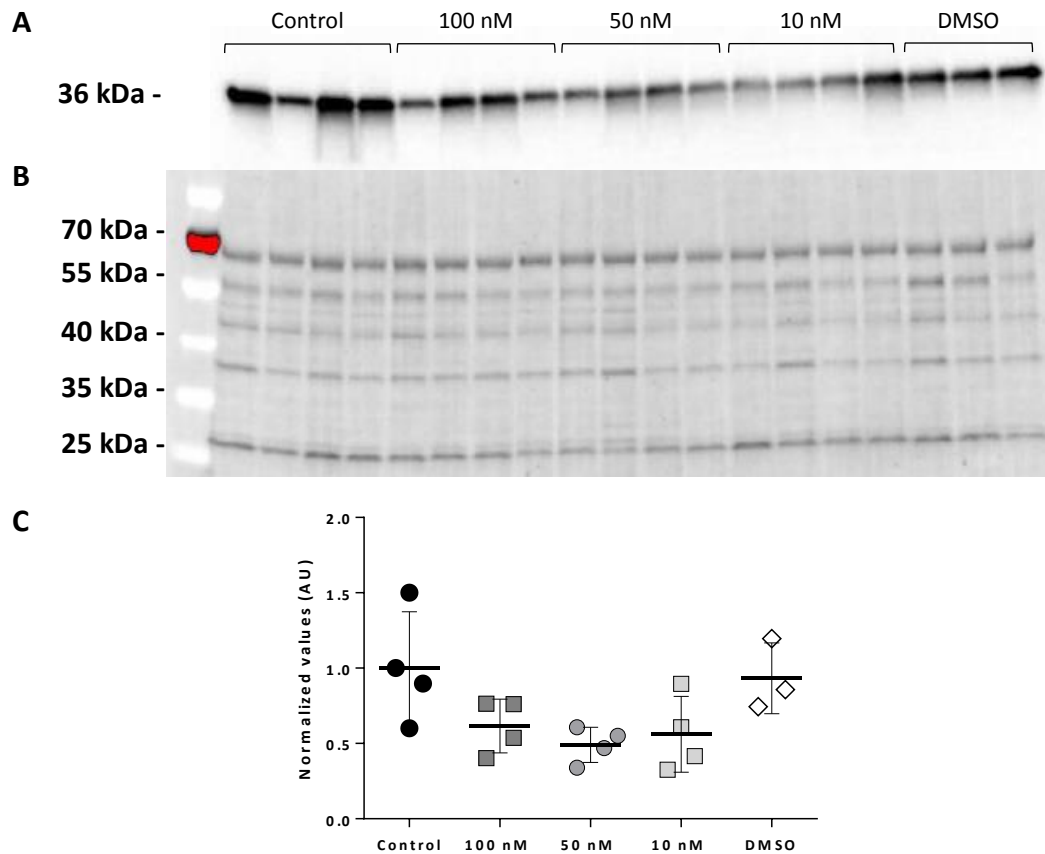 A
Control 100 nM 50 nM 10 nM DMSO
36 kDa -
B
70 kDa -
55 kDa -
40 kDa -
35 kDa -
25 kDa -
C
Normalized values (AU)
2.0
1.5
1.0
0.5
0.0
Control 100 nM 50 nM 10 nM DMSO